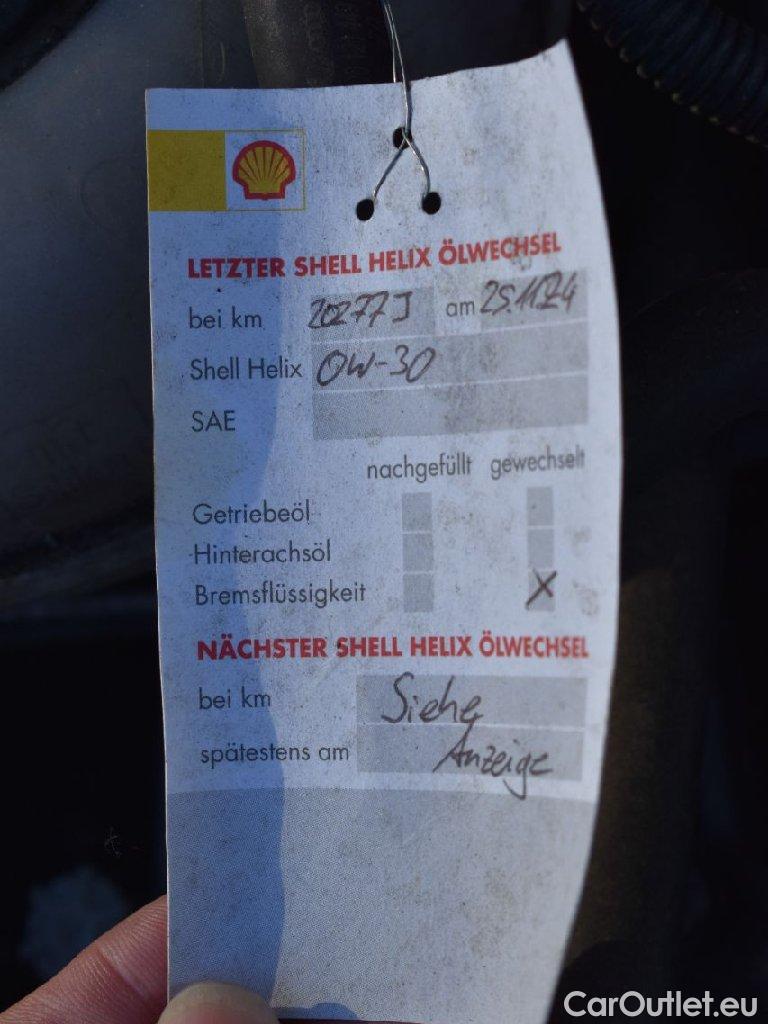 LETZTER SHELL HELIX ÖLWECHSEL
bei km am 25.11.24
Shell Helix 0W-30
SAE
nachgefüllt gewechselt
Getriebeöl
Hinterachsöl
Bremsflüssigkeit X
NÄCHSTER SHELL HELIX ÖLWECHSEL
bei km Siehe
spätestens am Anzeige
CarOutlet.eu